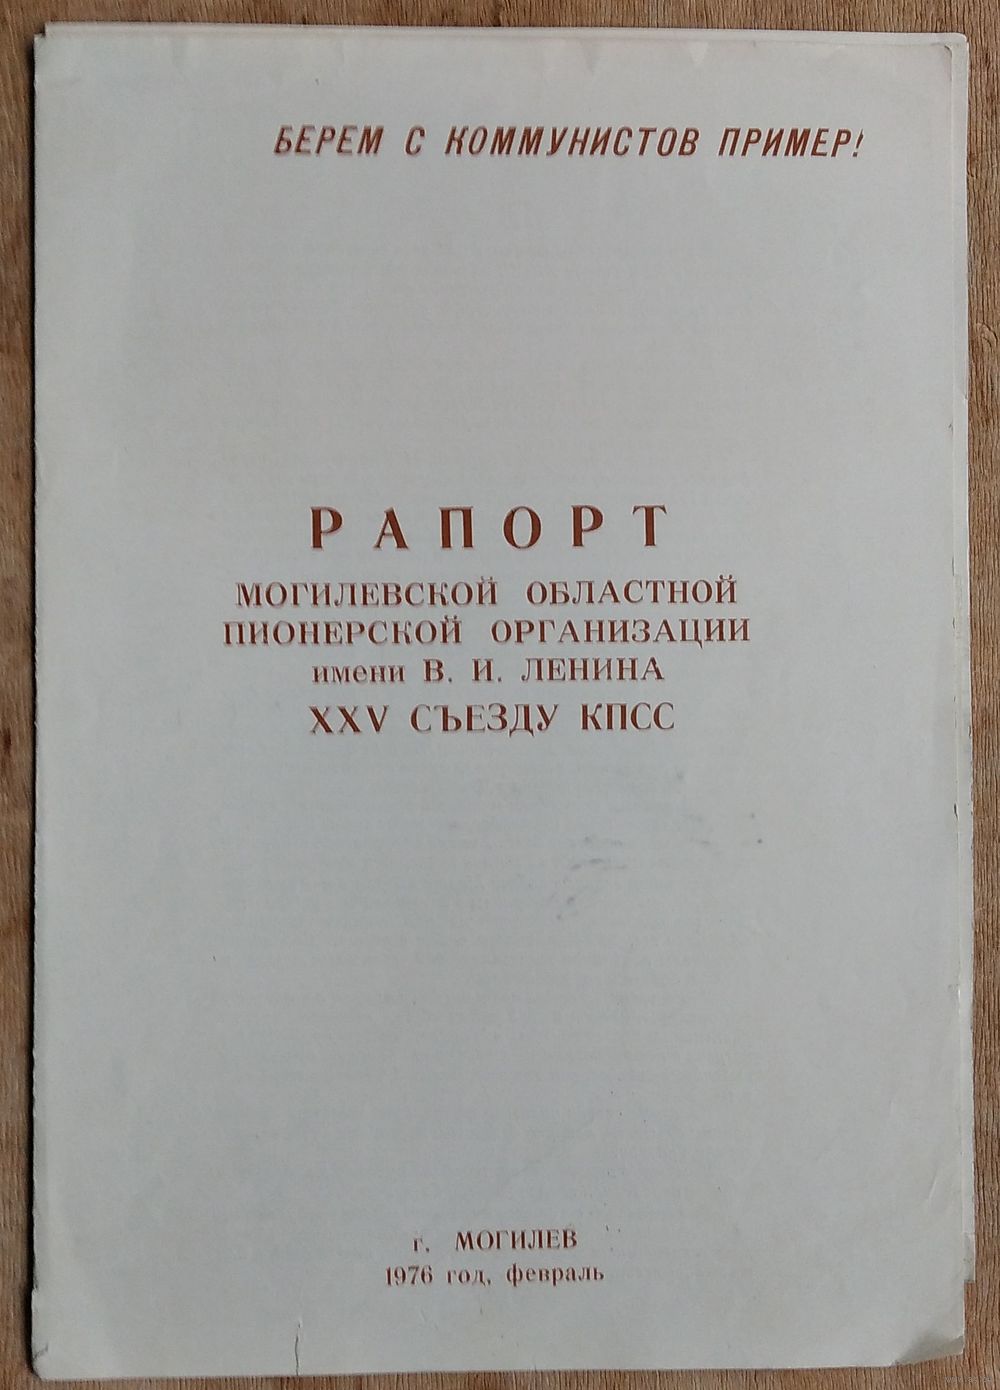 БЕРЕМ С КОММУНИСТОВ ПРИМЕР!
РАПОРТ
МОГИЛЕВСКОЙ ОБЛАСТНОЙ
ПИОНЕРСКОЙ ОРГАНИЗАЦИИ
имени В. И. ЛЕНИНА
XXV СЪЕЗДУ КПСС
г. МОГИЛЕВ
1976 год, февраль